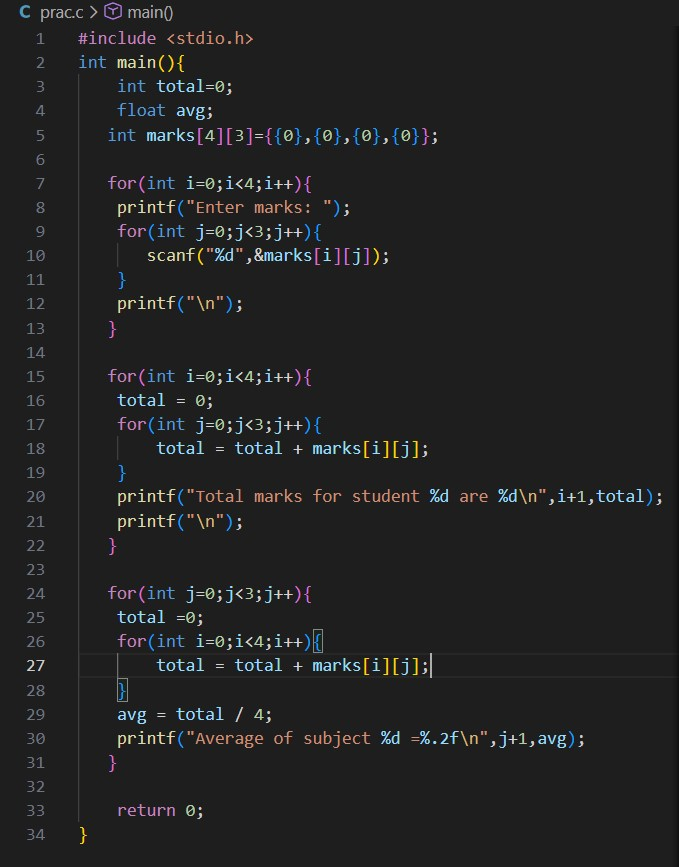 C prac.c > main()
1 #include <stdio.h>
2 int main(){
3     int total=0;
4     float avg;
5    int marks[4][3]={{0},{0},{0},{0}};
6
7    for(int i=0;i<4;i++){
8     printf("Enter marks: ");
9     for(int j=0;j<3;j++){
10        scanf("%d",&marks[i][j]);
11     }
12     printf("\n");
13    }
14
15    for(int i=0;i<4;i++){
16     total = 0;
17     for(int j=0;j<3;j++){
18         total = total + marks[i][j];
19     }
20     printf("Total marks for student %d are %d\n",i+1,total);
21     printf("\n");
22    }
23
24    for(int j=0;j<3;j++){
25     total =0;
26     for(int i=0;i<4;i++){
27         total = total + marks[i][j];
28     }
29     avg = total / 4;
30     printf("Average of subject %d =%.2f\n",j+1,avg);
31    }
32
33     return 0;
34 }